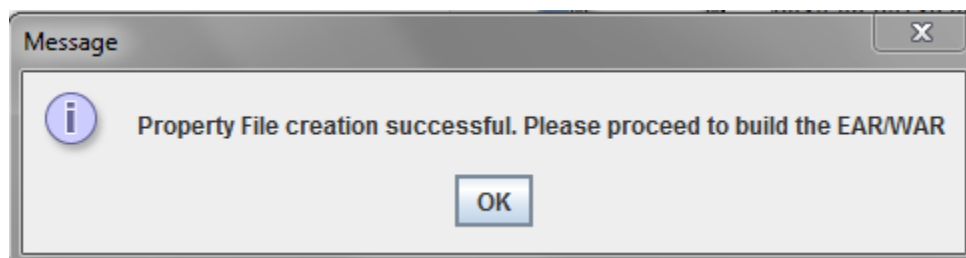 Message
Property File creation successful. Please proceed to build the EAR/WAR
OK